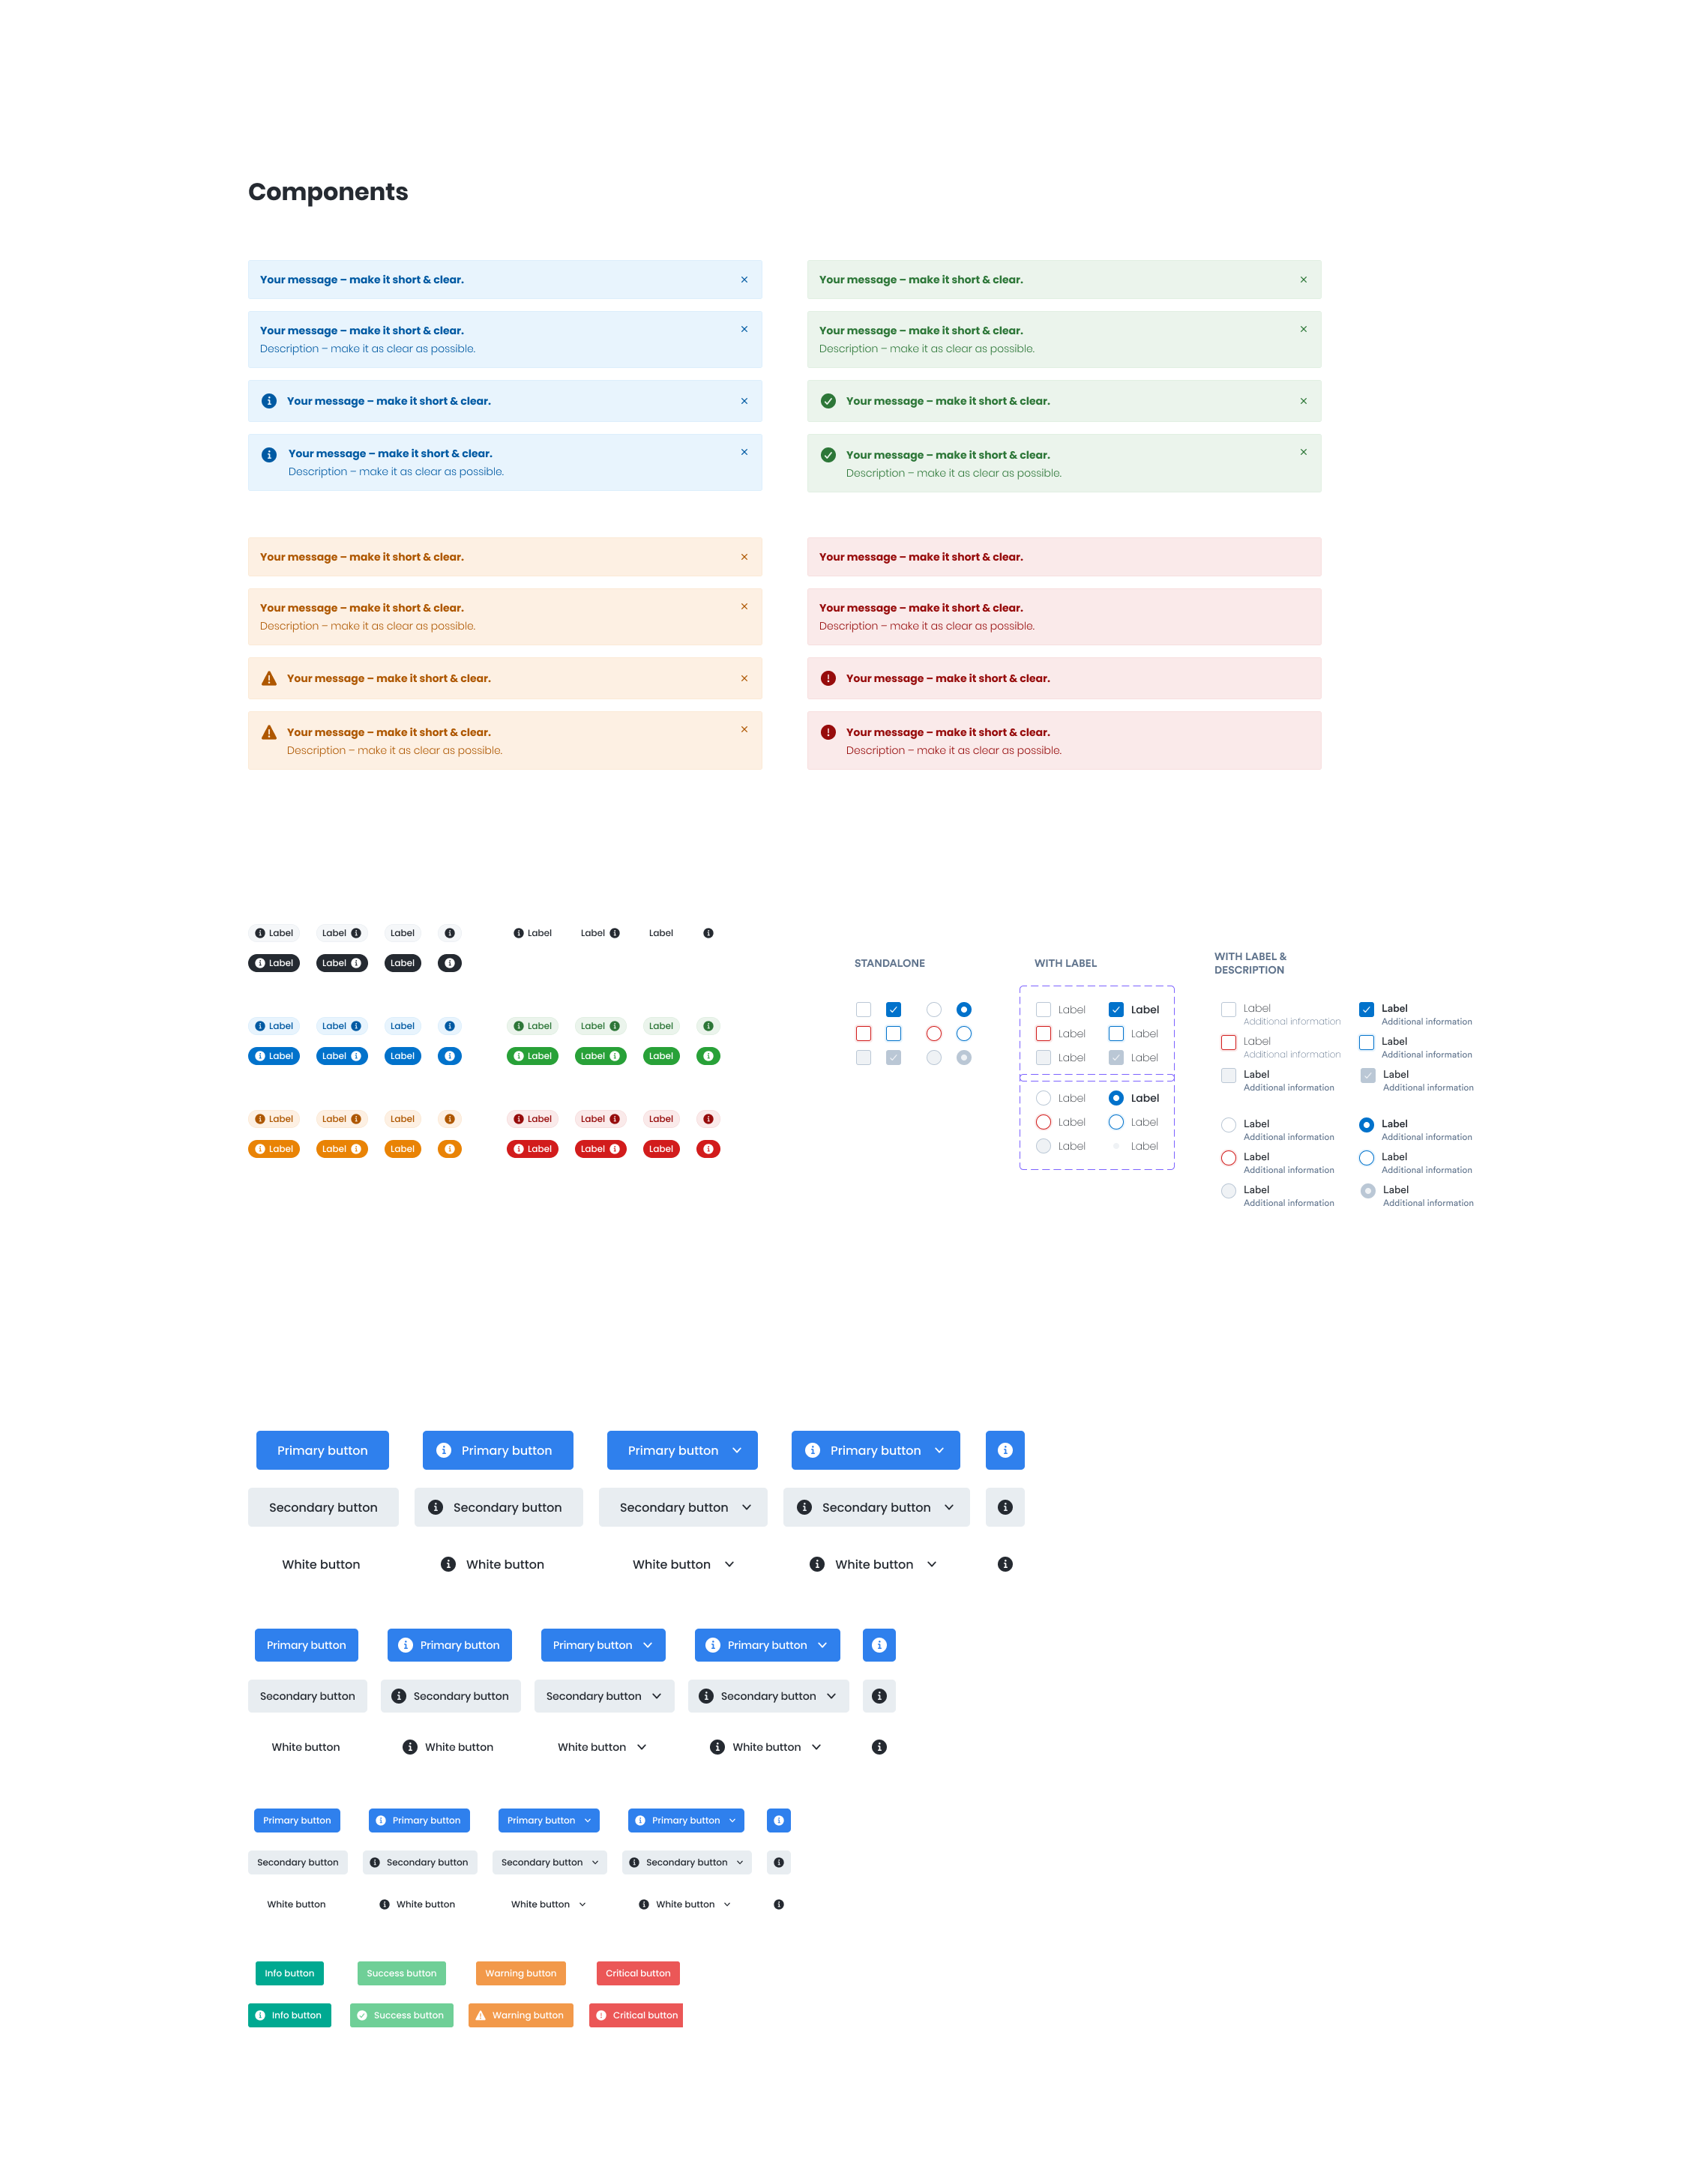 Components
Your message – make it short & clear.
Your message – make it short & clear.
Description – make it as clear as possible.
Your message – make it short & clear.
Your message – make it short & clear.
Description – make it as clear as possible.
Your message – make it short & clear.
Your message – make it short & clear.
Description – make it as clear as possible.
Your message – make it short & clear.
Your message – make it short & clear.
Description – make it as clear as possible.
Your message – make it short & clear.
Your message – make it short & clear.
Description – make it as clear as possible.
Your message – make it short & clear.
Your message – make it short & clear.
Description – make it as clear as possible.
Your message – make it short & clear.
Your message – make it short & clear.
Description – make it as clear as possible.
Your message – make it short & clear.
Your message – make it short & clear.
Description – make it as clear as possible.
Label Label Label Label Label Label
Label Label Label
Label Label Label Label Label Label
Label Label Label Label Label Label
Label Label Label Label Label Label
Label Label Label Label Label Label
STANDALONE
WITH LABEL
Label Label
Label Label
Label Label
Label Label
Label Label
Label Label
WITH LABEL &
DESCRIPTION
Label Label
Additional information Additional information
Label Label
Additional information Additional information
Label Label
Additional information Additional information
Label Label
Additional information Additional information
Label Label
Additional information Additional information
Label Label
Additional information Additional information
Primary button Primary button Primary button Primary button
Secondary button Secondary button Secondary button Secondary button
White button White button White button White button
Primary button Primary button Primary button Primary button
Secondary button Secondary button Secondary button Secondary button
White button White button White button White button
Primary button Primary button Primary button Primary button
Secondary button Secondary button Secondary button Secondary button
White button White button White button White button
Info button Success button Warning button Critical button
Info button Success button Warning button Critical button